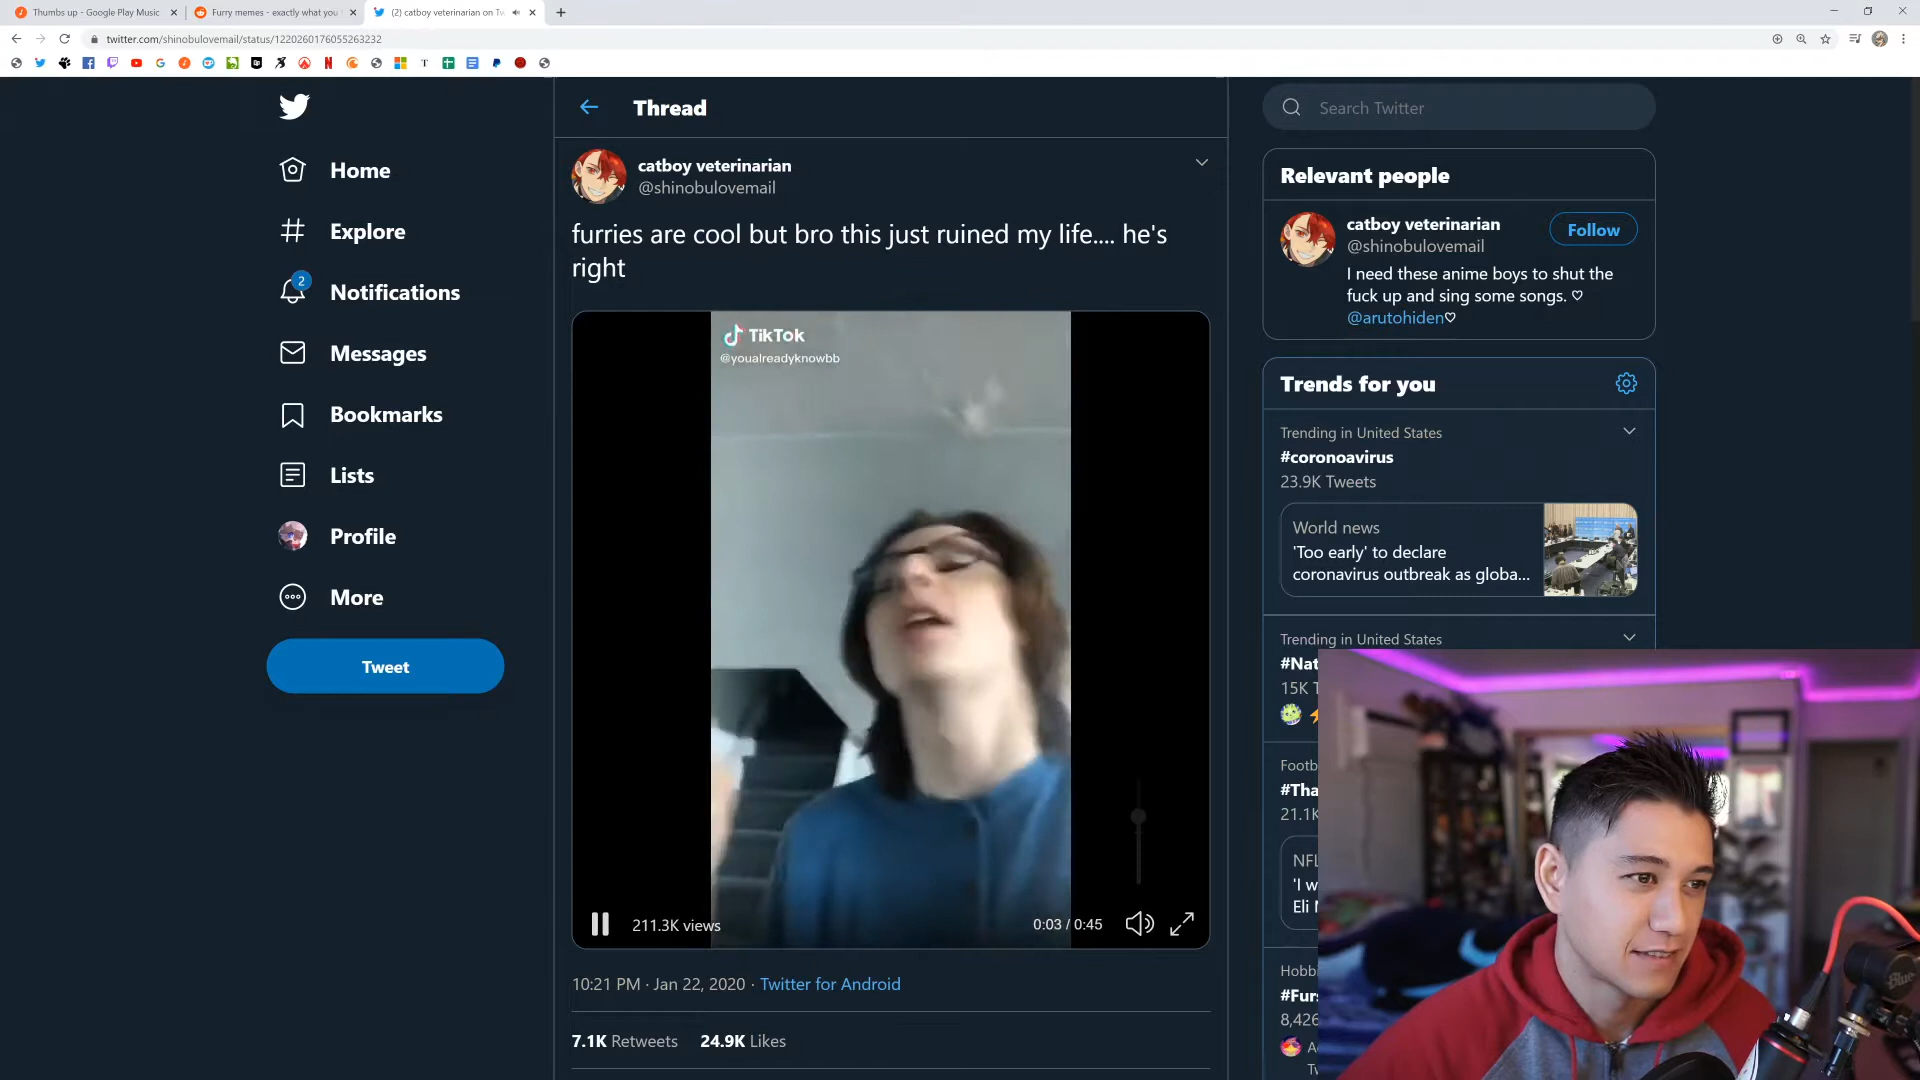 Thumbs up - Google Play Music
Furry memes - exactly what you
(2) catboy veterinarian on Tw
twitter.com/shinobulovemail/status/1220260176055263232
Thread
Search Twitter
Home
Explore
2
Notifications
Messages
Bookmarks
Lists
Profile
More
Tweet
catboy veterinarian
@shinobulovemail
furries are cool but bro this just ruined my life.... he's
right
TikTok
@youalreadyknowbb
211.3K views
0:03 / 0:45
10:21 PM · Jan 22, 2020 · Twitter for Android
7.1K Retweets 24.9K Likes
Relevant people
catboy veterinarian
@shinobulovemail
Follow
I need these anime boys to shut the
fuck up and sing some songs. ♡
@arutohiden♡
Trends for you
Trending in United States
#coronoavirus
23.9K Tweets
World news
'Too early' to declare
coronavirus outbreak as globa...
Trending in United States
#Nat
15K T
Footb
#Tha
21.1K
NFL
'I w
Eli M
Hobbi
#Furs
8,426
A
Tw
Blue